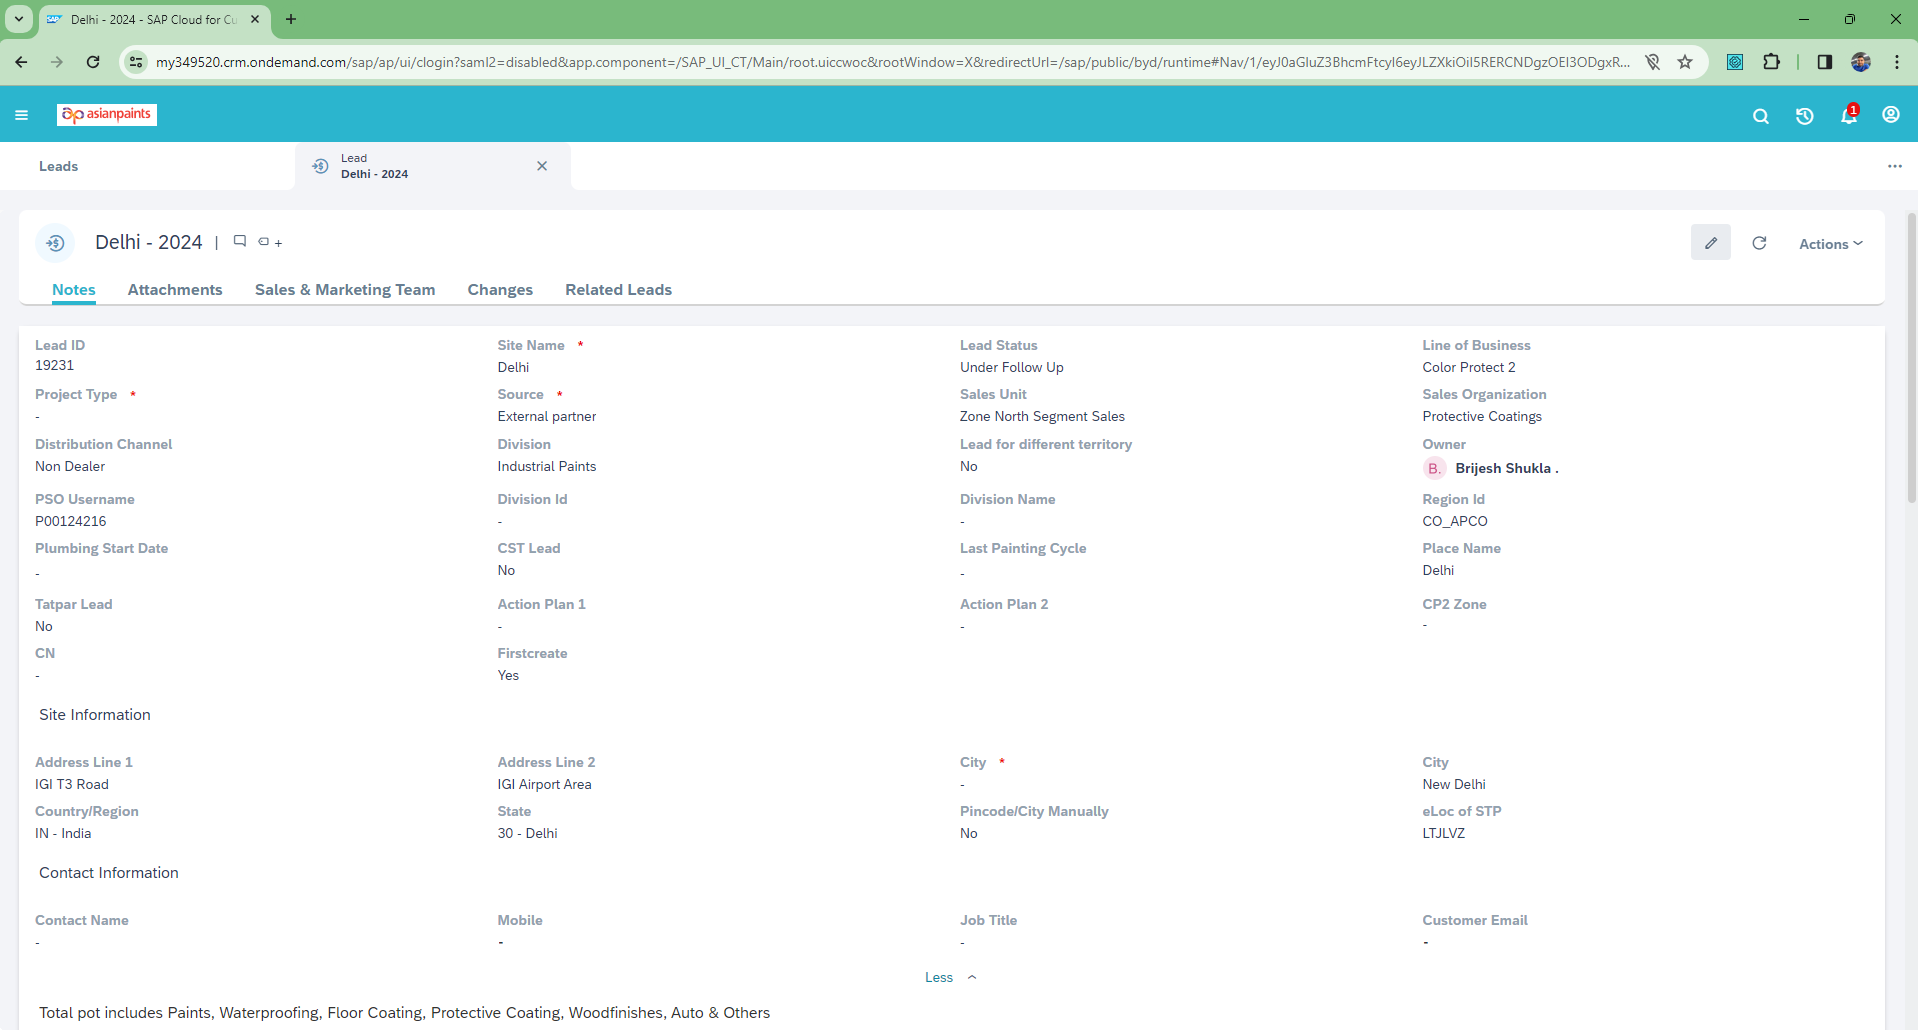 Delhi - 2024 - SAP Cloud for Cu
my349520.crm.ondemand.com/sap/ap/ui/clogin?saml2=disabled&app.component=/SAP_UI_CT/Main/root.uiccwoc&rootWindow=X&redirectUrl=/sap/public/byd/runtime#Nav/1/eyJ0aGluZ3BhcmFtcyI6eyJLZXkiOiI5RERCNDgzOEI3ODgxR...
asianpaints
1
Leads
Lead
Delhi - 2024
Delhi - 2024 |
Actions
Notes Attachments Sales & Marketing Team Changes Related Leads
Lead ID Site Name * Lead Status Line of Business
19231 Delhi Under Follow Up Color Protect 2
Project Type * Source * Sales Unit Sales Organization
- External partner Zone North Segment Sales Protective Coatings
Distribution Channel Division Lead for different territory Owner
Non Dealer Industrial Paints No B. Brijesh Shukla .
PSO Username Division Id Division Name Region Id
P00124216 - - CO_APCO
Plumbing Start Date CST Lead Last Painting Cycle Place Name
- No - Delhi
Tatpar Lead Action Plan 1 Action Plan 2 CP2 Zone
No - - -
CN Firstcreate
- Yes
Site Information
Address Line 1 Address Line 2 City * City
IGI T3 Road IGI Airport Area - New Delhi
Country/Region State Pincode/City Manually eLoc of STP
IN - India 30 - Delhi No LTJLVZ
Contact Information
Contact Name Mobile Job Title Customer Email
- - - -
Less
Total pot includes Paints, Waterproofing, Floor Coating, Protective Coating, Woodfinishes, Auto & Others